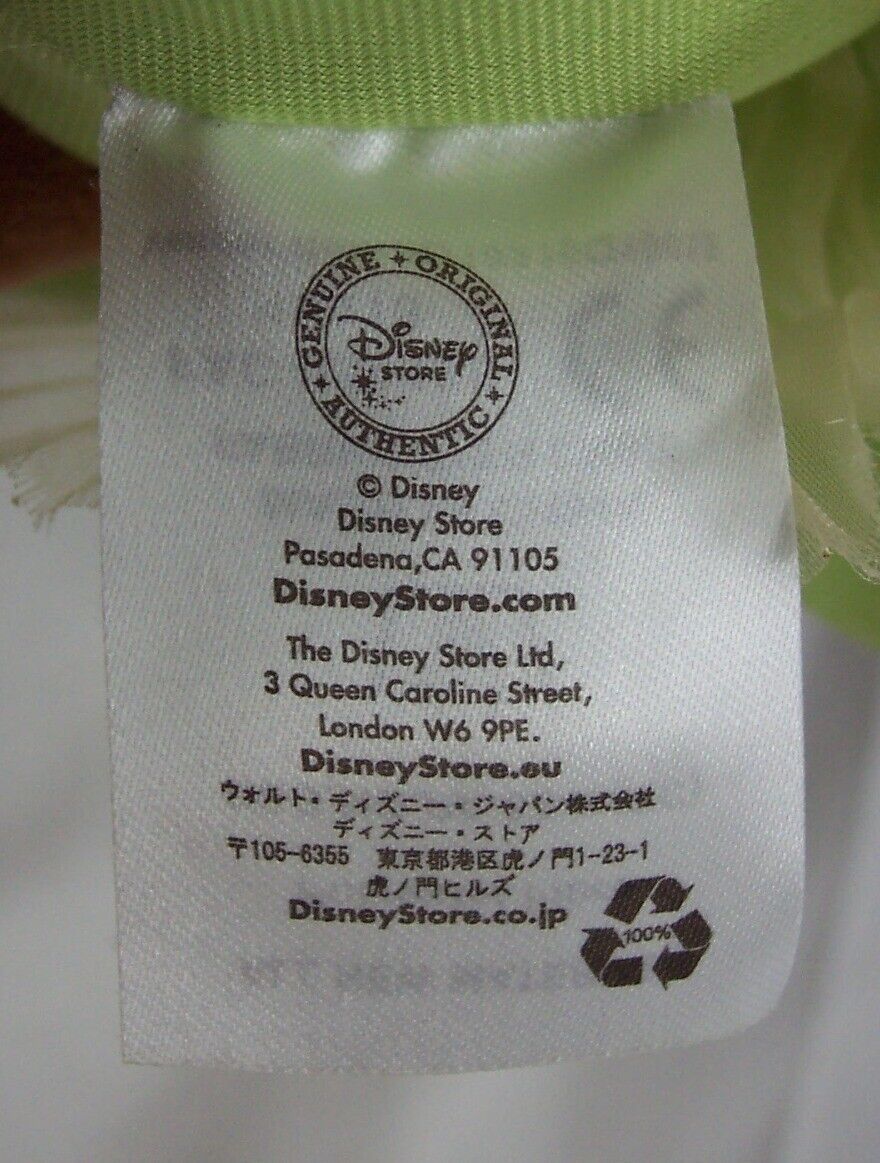 GENUINE ORIGINAL AUTHENTIC
Disney
STORE
© Disney
Disney Store
Pasadena,CA 91105
DisneyStore.com
The Disney Store Ltd,
3 Queen Caroline Street,
London W6 9PE.
DisneyStore.eu
ウォルト・ディズニー・ジャパン株式会社
ディズニー・ストア
〒105-6355 東京都港区虎ノ門1-23-1
虎ノ門ヒルズ
DisneyStore.co.jp
100%